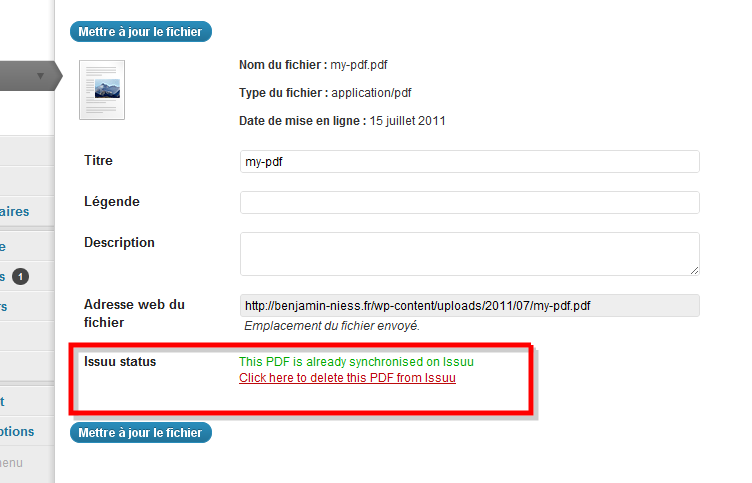 Mettre à jour le fichier
Nom du fichier : my-pdf.pdf
Type du fichier : application/pdf
Date de mise en ligne : 15 juillet 2011
Titre my-pdf
Légende
Description
Adresse web du http://benjamin-niess.fr/wp-content/uploads/2011/07/my-pdf.pdf
fichier Emplacement du fichier envoyé.
Issuu status This PDF is already synchronised on Issuu
Click here to delete this PDF from Issuu
Mettre à jour le fichier
aires
e
s 1
rs
t
ptions
menu